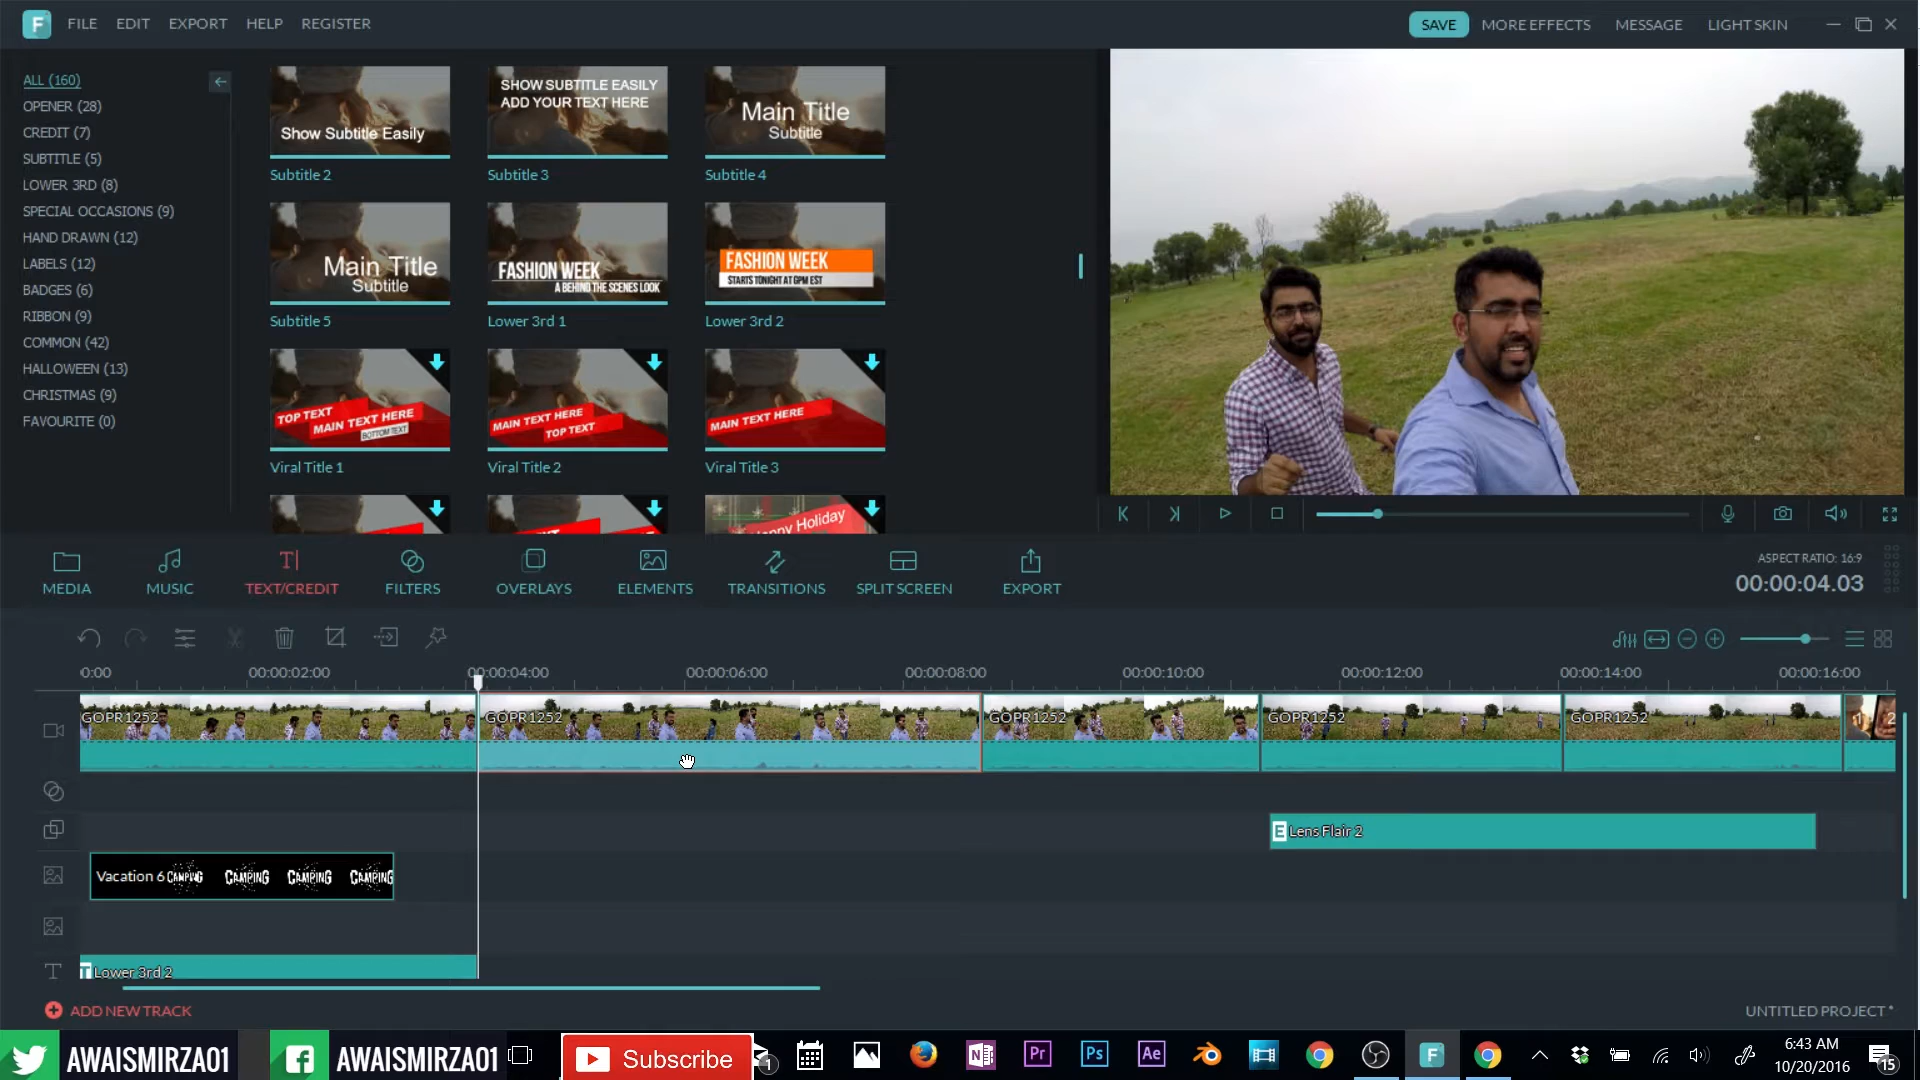 F FILE EDIT EXPORT HELP REGISTER
SAVE MORE EFFECTS MESSAGE LIGHT SKIN
ALL (160)
OPENER (28)
CREDIT (7)
SUBTITLE (5)
LOWER 3RD (8)
SPECIAL OCCASIONS (9)
HAND DRAWN (12)
LABELS (12)
BADGES (6)
RIBBON (9)
COMMON (42)
HALLOWEEN (13)
CHRISTMAS (9)
FAVOURITE (0)
Show Subtitle Easily
SHOW SUBTITLE EASILY
ADD YOUR TEXT HERE
Main Title
Subtitle
Subtitle 2
Subtitle 3
Subtitle 4
Main Title
Subtitle
FASHION WEEK
A BEHIND THE SCENES LOOK
FASHION WEEK
STARTS TONIGHT AT 6PM EST
Subtitle 5
Lower 3rd 1
Lower 3rd 2
TOP TEXT
MAIN TEXT HERE
BOTTOM TEXT
MAIN TEXT HERE
TOP TEXT
MAIN TEXT HERE
Viral Title 1
Viral Title 2
Viral Title 3
Happy Holiday
MEDIA
MUSIC
TEXT/CREDIT
FILTERS
OVERLAYS
ELEMENTS
TRANSITIONS
SPLIT SCREEN
EXPORT
ASPECT RATIO: 16:9
00:00:04.03
0:00
00:00:02:00
00:00:04:00
00:00:06:00
00:00:08:00
00:00:10:00
00:00:12:00
00:00:14:00
00:00:16:00
GOPR1252
GOPR1252
GOPR1252
GOPR1252
GOPR1252
E Lens Flair 2
Vacation 6 CAMPING CAMPING CAMPING CAMPING
T Lower 3rd 2
ADD NEW TRACK
UNTITLED PROJECT *
AWAISMIRZA01
AWAISMIRZA01
Subscribe
1
N
Pr
Ps
Ae
F
6:43 AM
10/20/2016
15